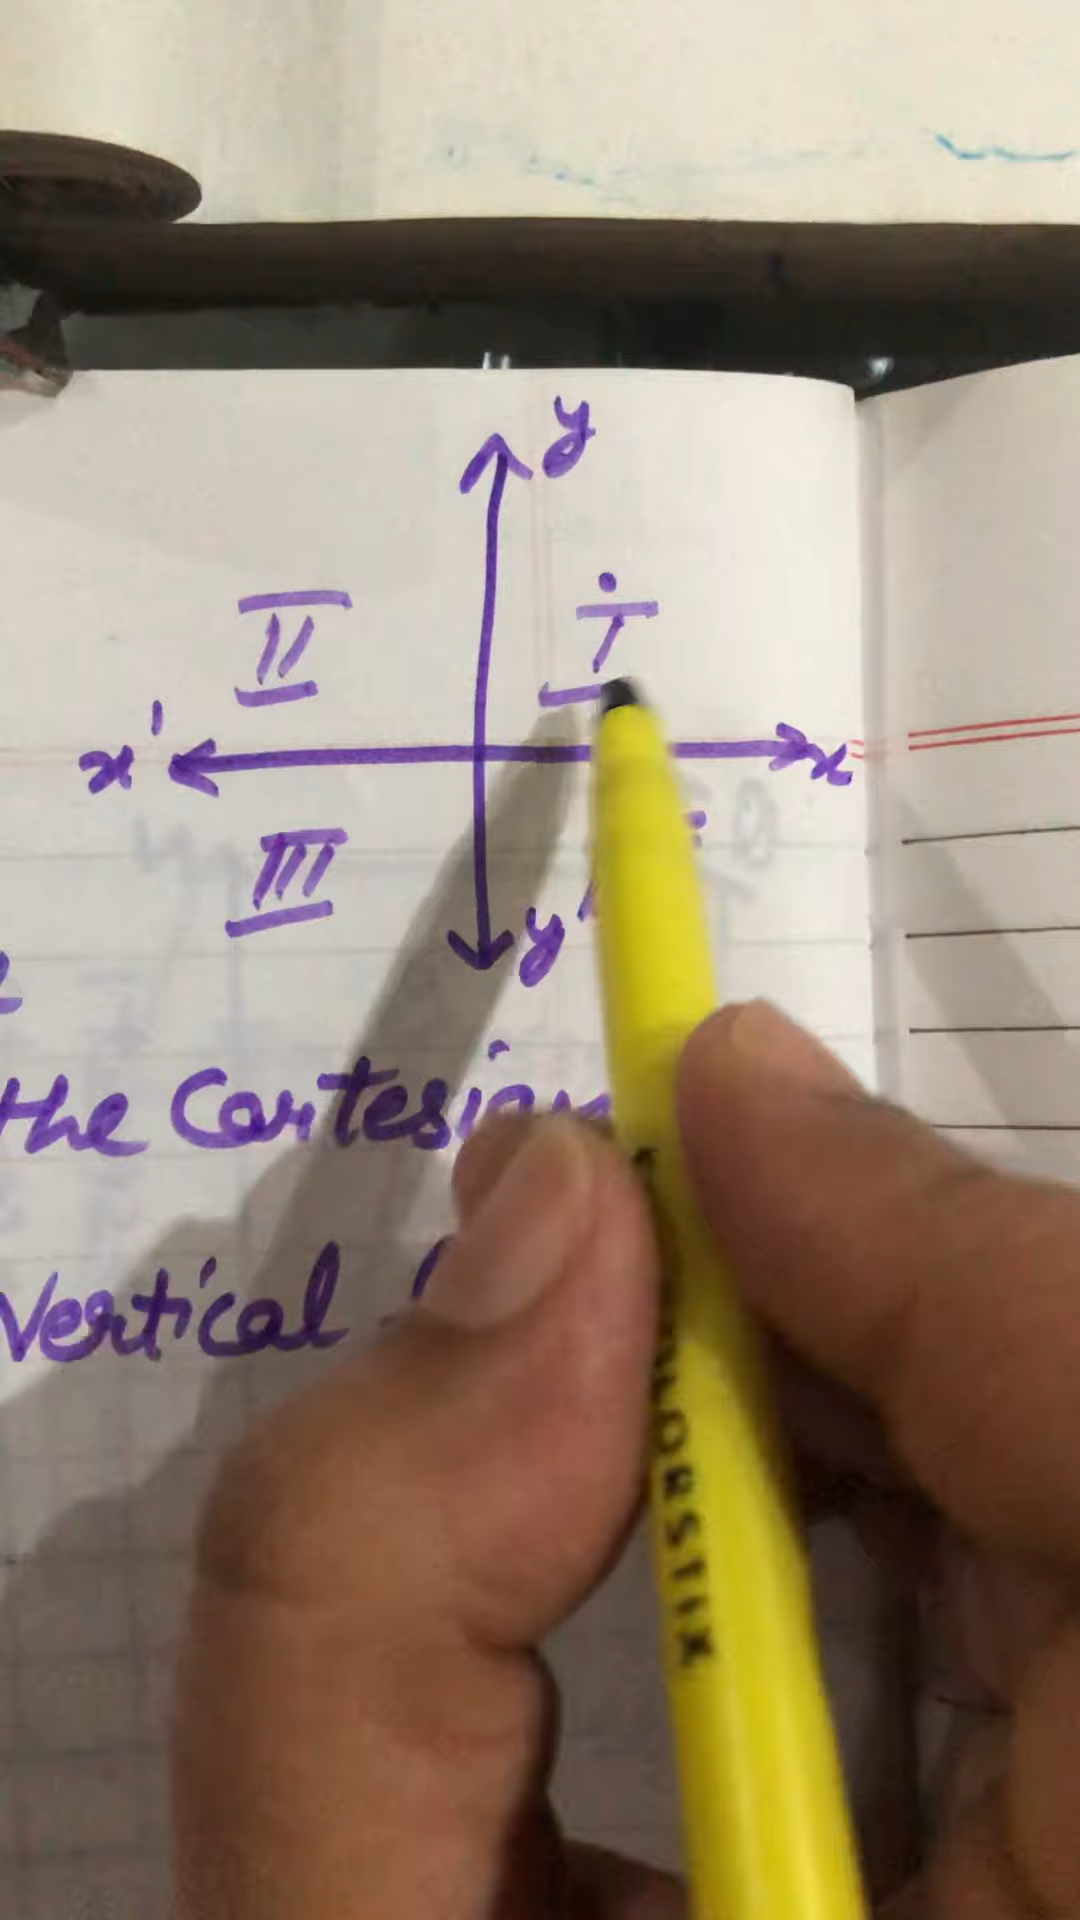 y
II I
x' x
III
y'
the Cartesian
Vertical